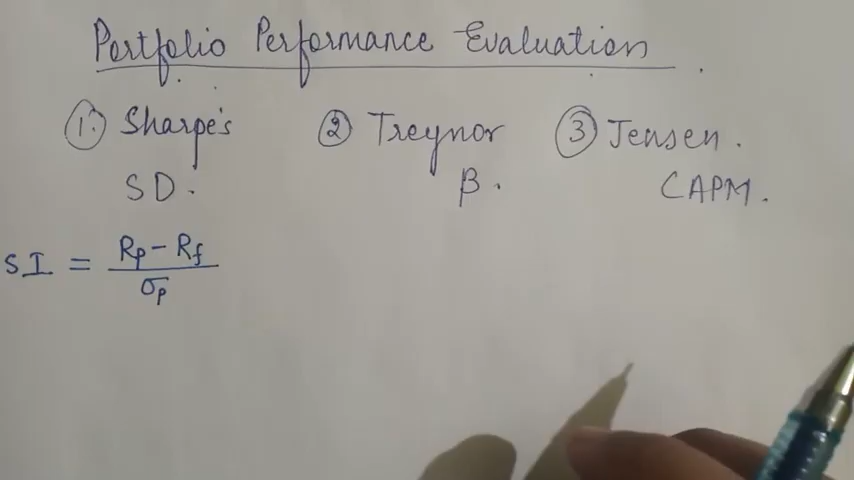 Portfolio Performance Evaluation
1. Sharpe's
SD.
2 Treynor
β.
3 Jensen.
CAPM.
SI = Rp - Rf / σp